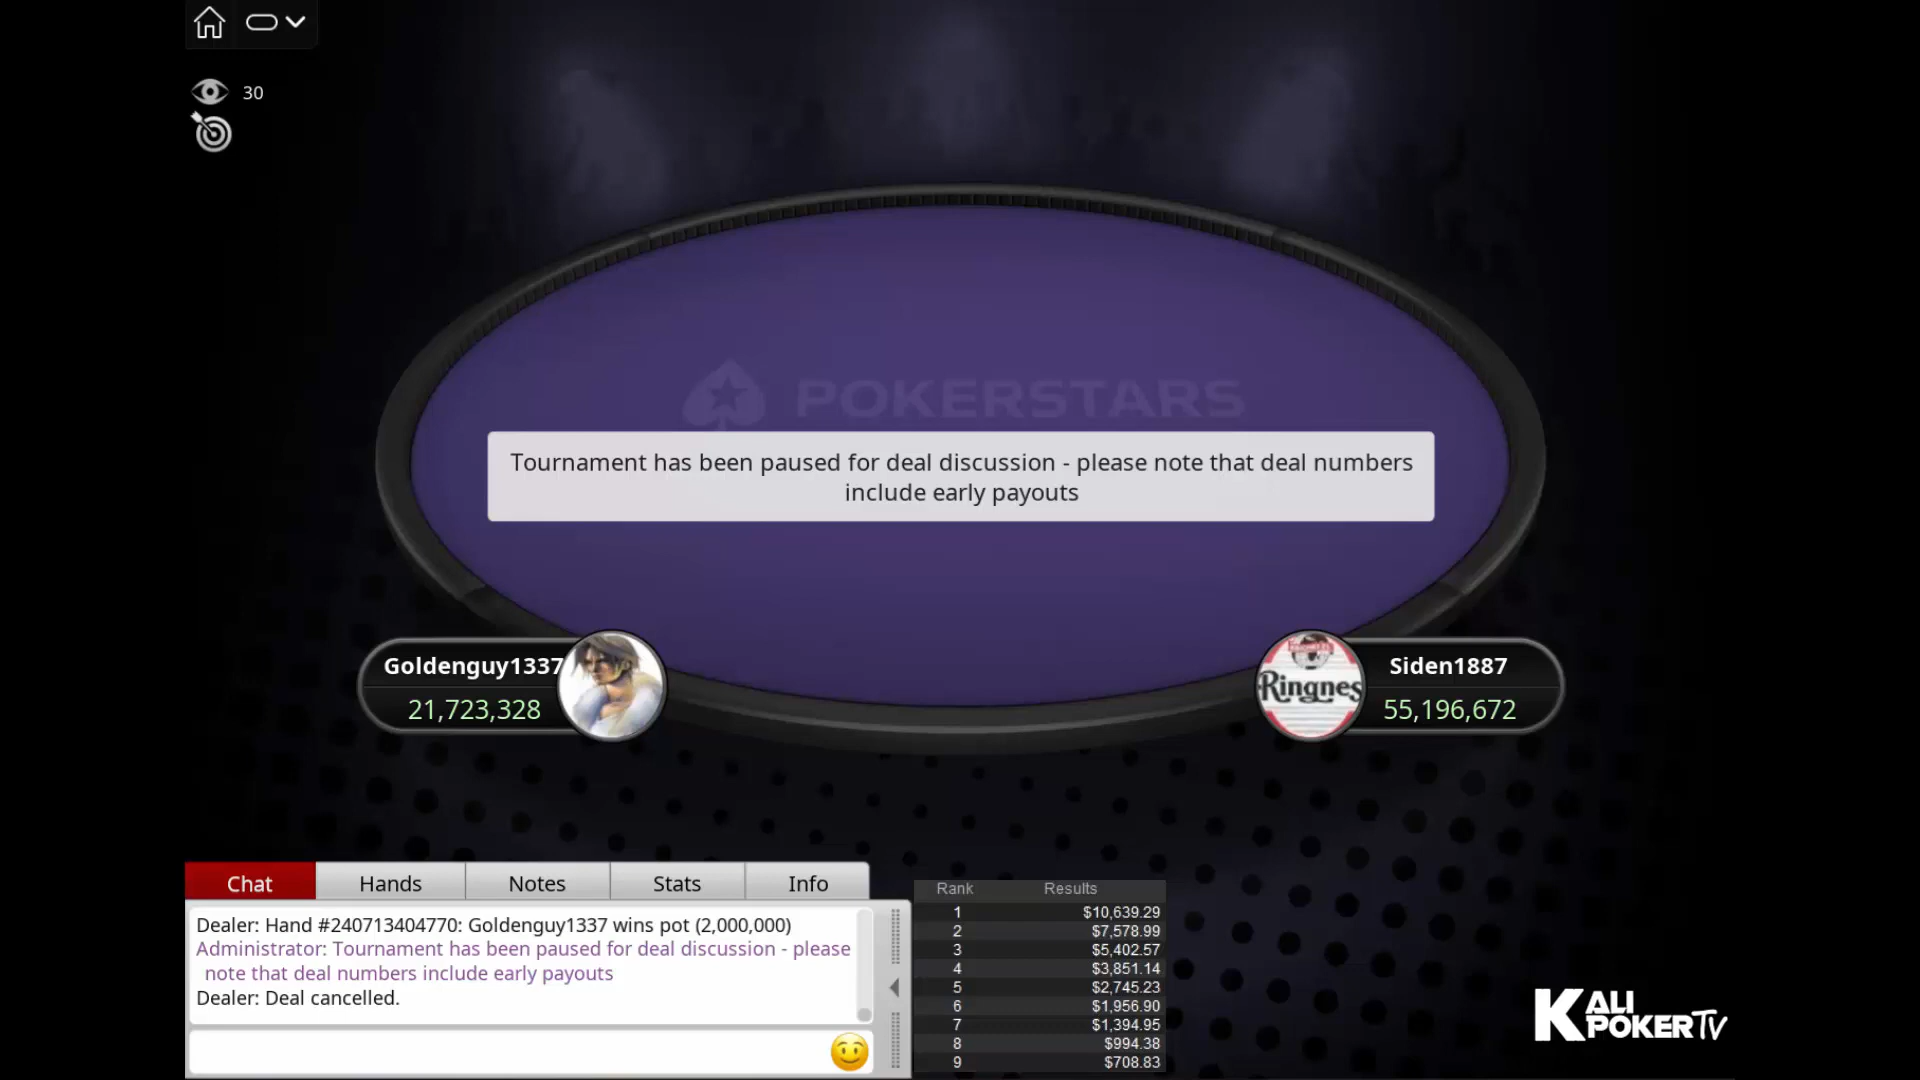 30
POKERSTARS
Tournament has been paused for deal discussion - please note that deal numbers
include early payouts
Goldenguy1337
21,723,328
Ringnes
Siden1887
55,196,672
Chat Hands Notes Stats Info
Dealer: Hand #240713404770: Goldenguy1337 wins pot (2,000,000)
Administrator: Tournament has been paused for deal discussion - please
note that deal numbers include early payouts
Dealer: Deal cancelled.
Rank Results
1 $10,639.29
2 $7,578.99
3 $5,402.57
4 $3,851.14
5 $2,745.23
6 $1,956.90
7 $1,394.95
8 $994.38
9 $708.83
KALI
POKERTV